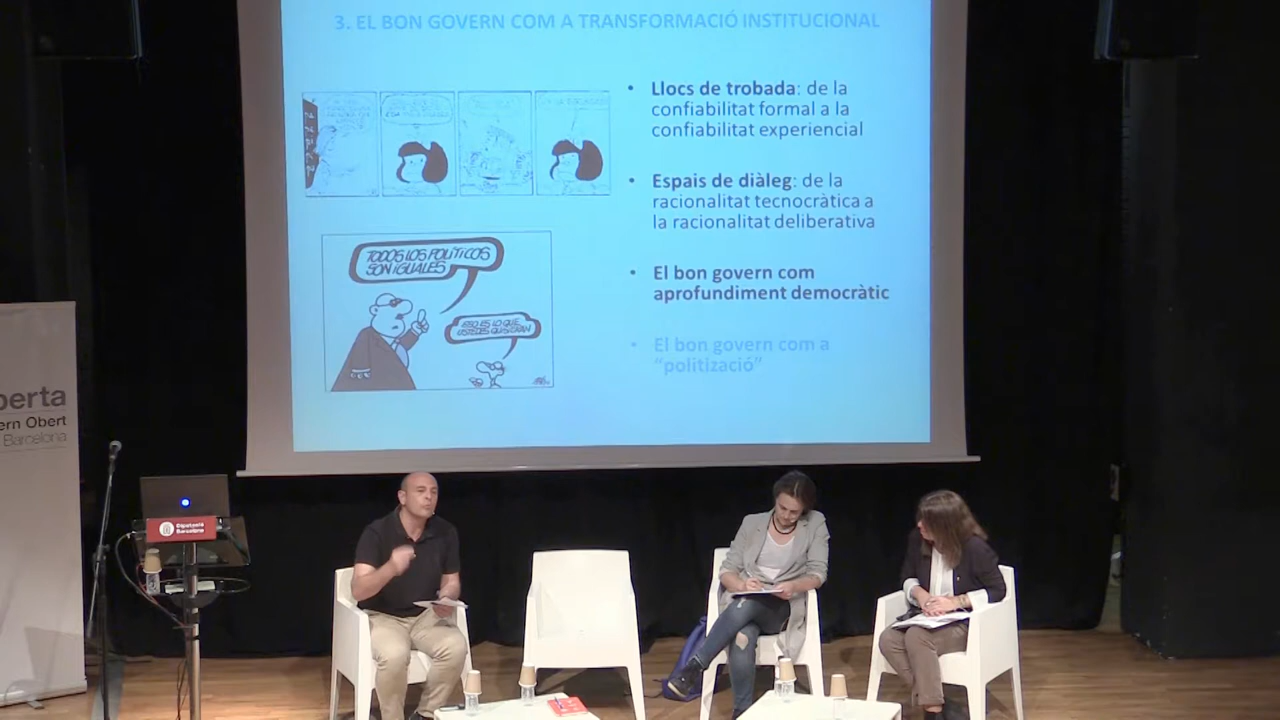 3. EL BON GOVERN COM A TRANSFORMACIÓ INSTITUCIONAL
• Llocs de trobada: de la
confiabilitat formal a la
confiabilitat experiencial
• Espais de diàleg: de la
racionalitat tecnocràtica a
la racionalitat deliberativa
• El bon govern com
aprofundiment democràtic
• El bon govern com a
“politizació”
TODOS LOS POLÍTICOS
SON IGUALES
ESO ES LO QUE
USTEDES QUISIERAN
berta
ern Obert
Barcelona
Diputació
Barcelona